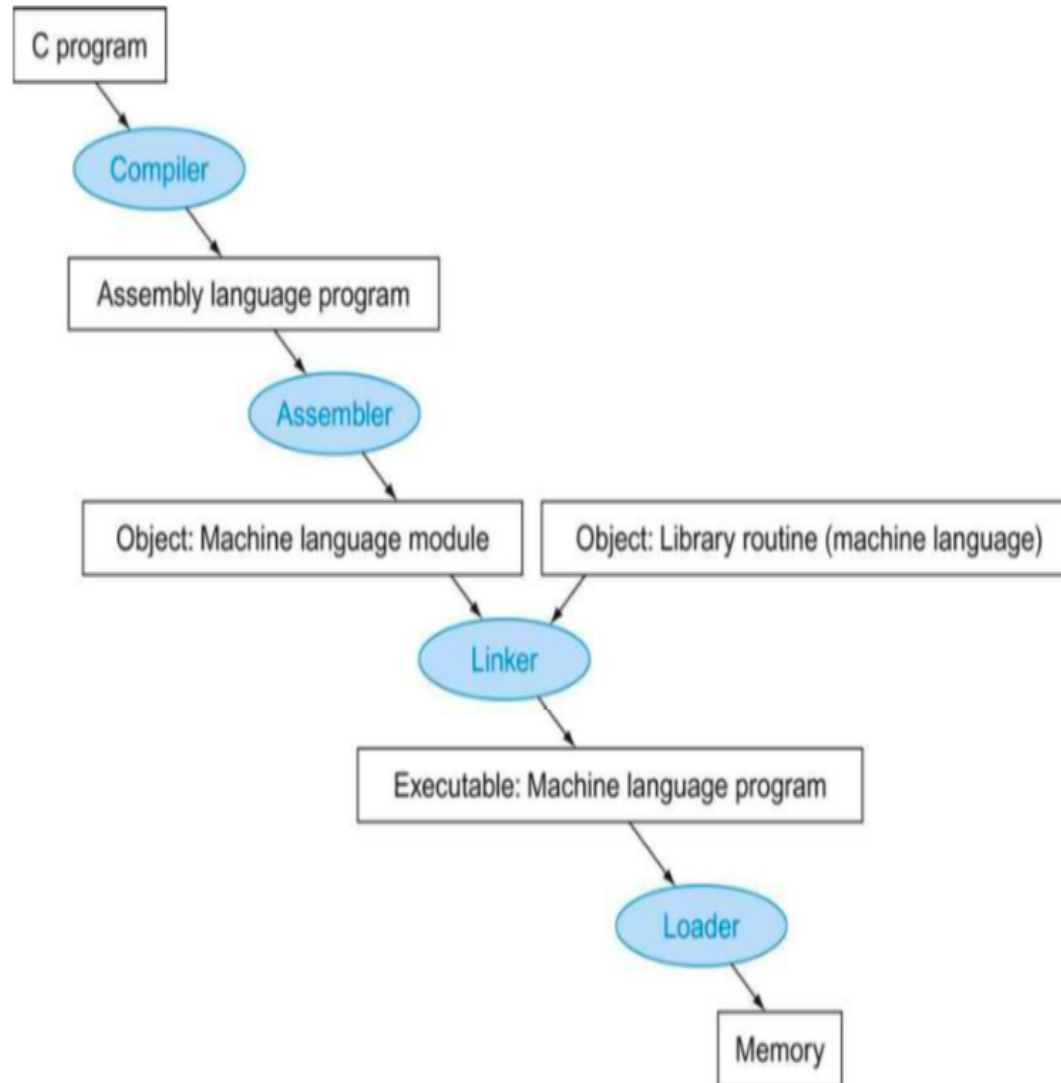 C program
Compiler
Assembly language program
Assembler
Object: Machine language module
Object: Library routine (machine language)
Linker
Executable: Machine language program
Loader
Memory